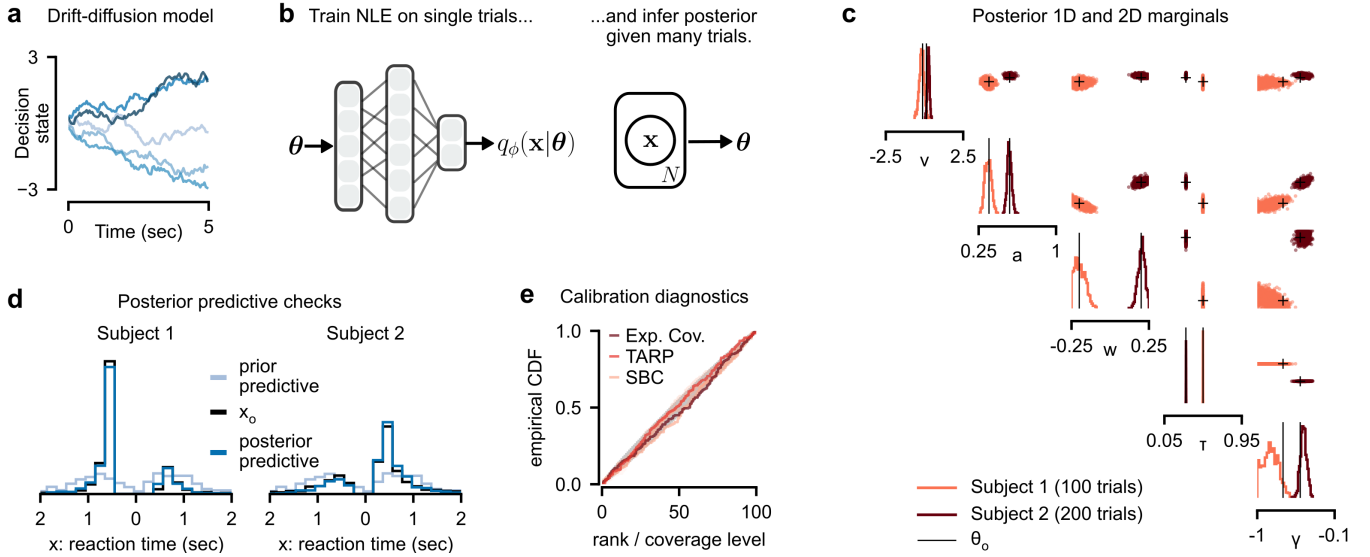 a Drift-diffusion model
3
Decision
state
−3
0 5
Time (sec)
b Train NLE on single trials...
θ
qϕ(x|θ)
...and infer posterior
given many trials.
x
N
θ
c Posterior 1D and 2D marginals
-2.5 v 2.5
0.25 a 1
-0.25 w 0.25
0.05 τ 0.95
-1 γ -0.1
Subject 1 (100 trials)
Subject 2 (200 trials)
θo
d Posterior predictive checks
Subject 1
Subject 2
prior
predictive
xo
posterior
predictive
2 1 0 1 2
x: reaction time (sec)
2 1 0 1 2
x: reaction time (sec)
e Calibration diagnostics
1.0
0.5
0.0
empirical CDF
Exp. Cov.
TARP
SBC
0 50 100
rank / coverage level